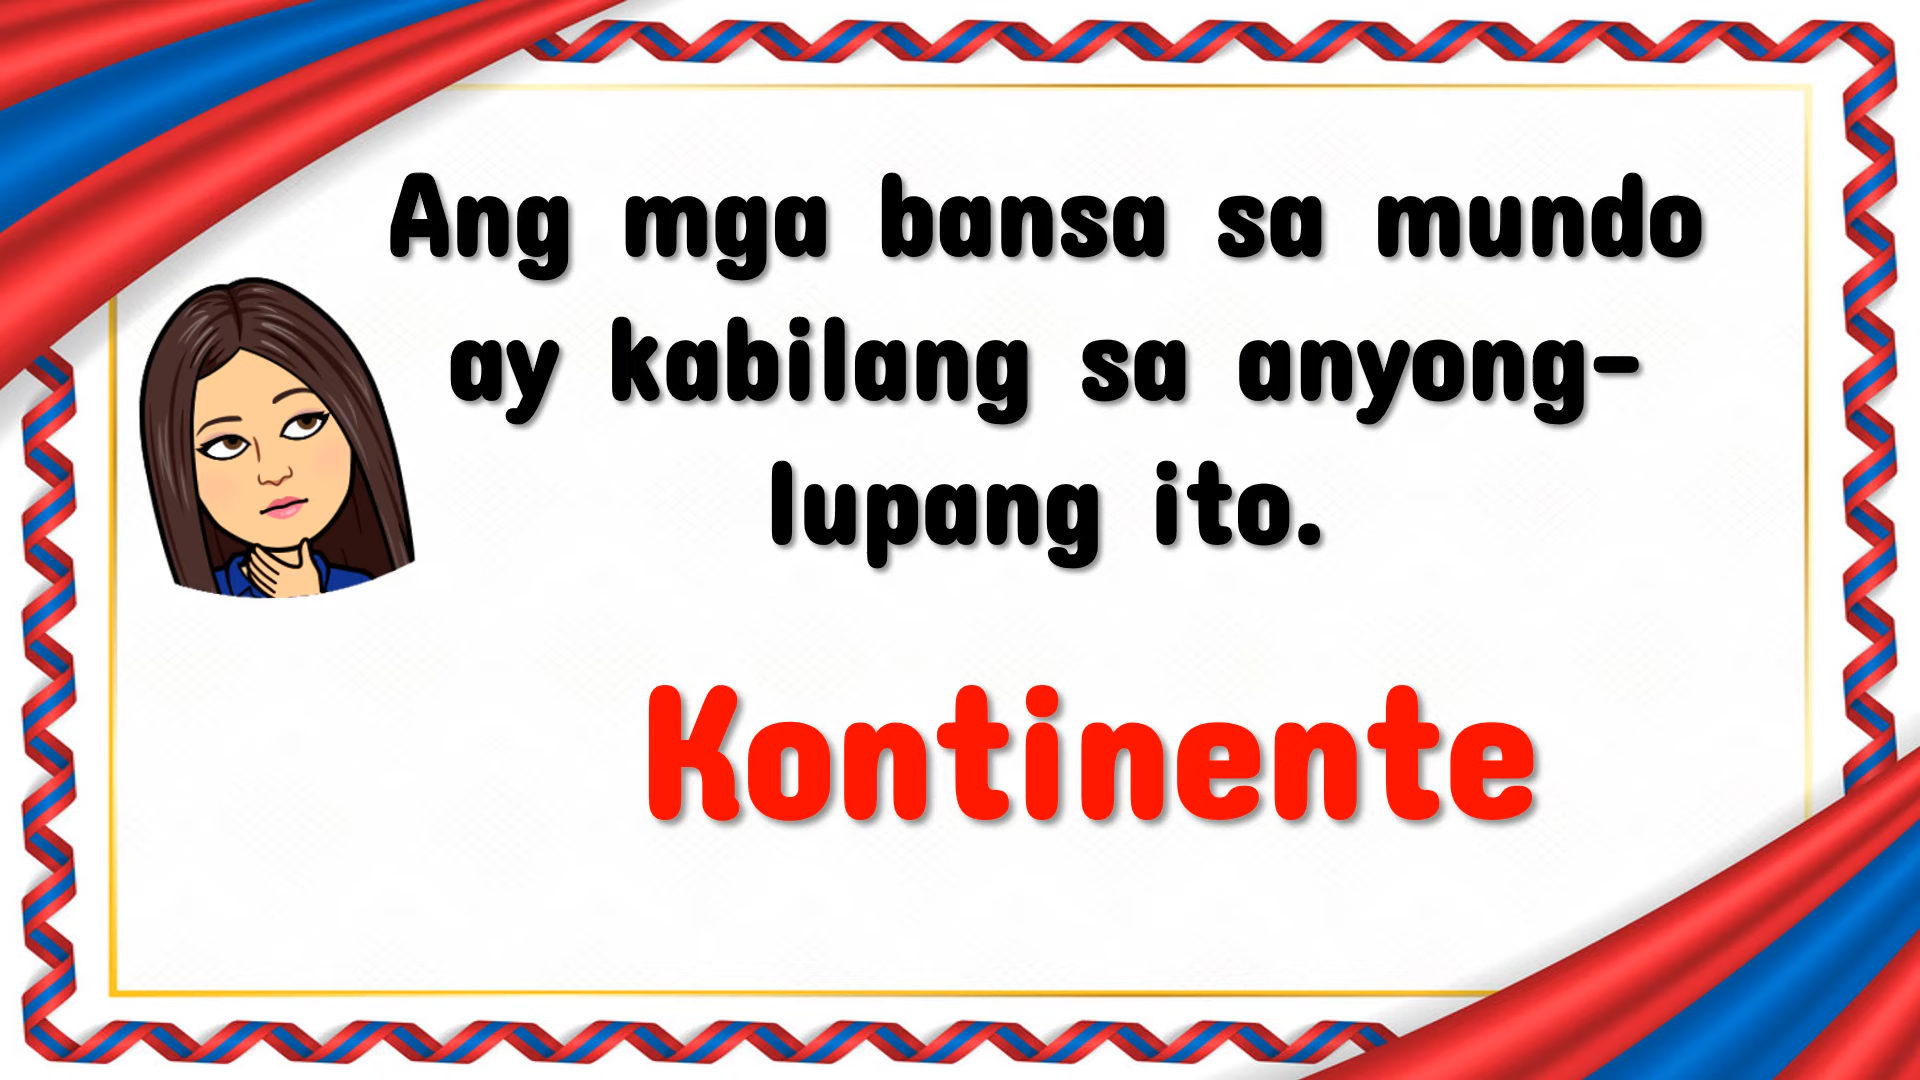 Ang mga bansa sa mundo
ay kabilang sa anyong-
lupang ito.
Kontinente